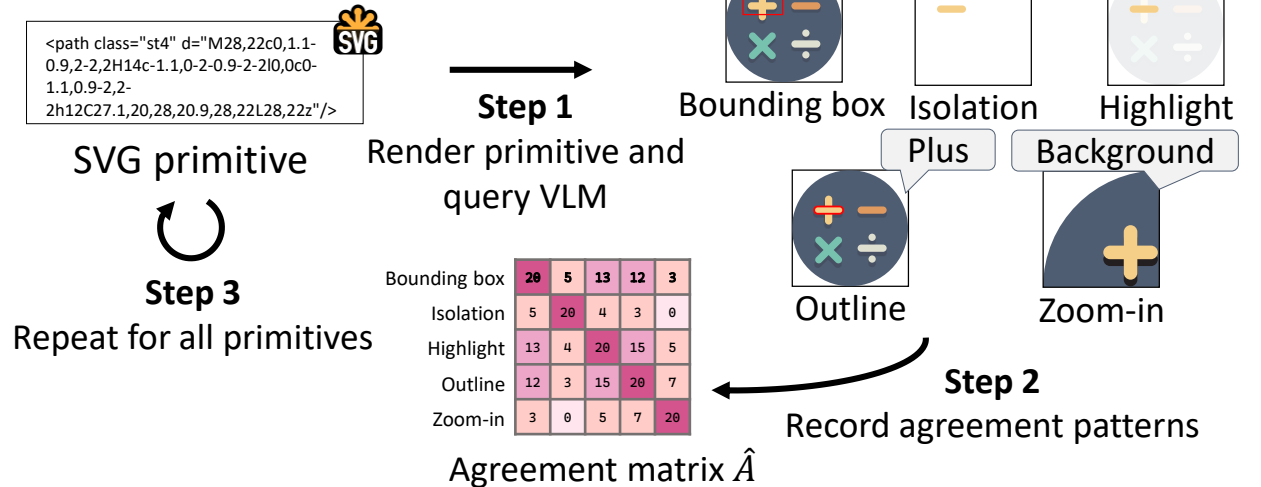 SVG
<path class="st4" d="M28,22c0,1.1-
0.9,2-2,2H14c-1.1,0-2-0.9-2-2l0,0c0-
1.1,0.9-2,2-
2h12C27.1,20,28,20.9,28,22L28,22z"/>
SVG primitive
Step 1
Render primitive and
query VLM
Bounding box
Isolation
Highlight
Plus
Background
Outline
Zoom-in
Step 2
Record agreement patterns
Step 3
Repeat for all primitives
Bounding box 20 5 13 12 3
Isolation 5 20 4 3 0
Highlight 13 4 20 15 5
Outline 12 3 15 20 7
Zoom-in 3 0 5 7 20
Agreement matrix Â